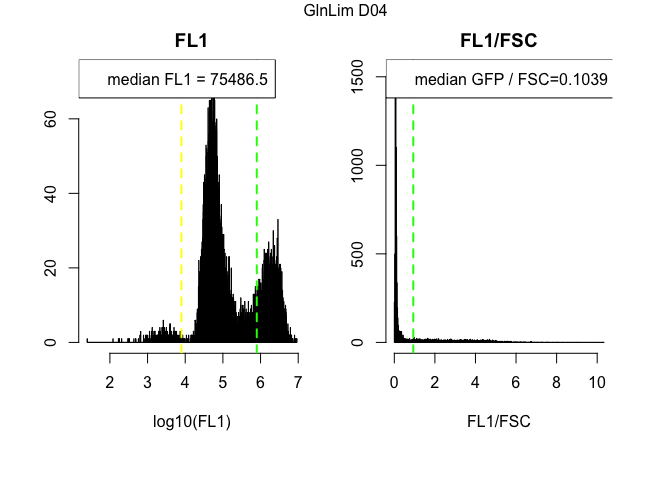 GlnLim D04
FL1
median FL1 = 75486.5
0
20
40
60
2 3 4 5 6 7
log10(FL1)
FL1/FSC
median GFP / FSC=0.1039
0
500
1000
1500
0 2 4 6 8 10
FL1/FSC